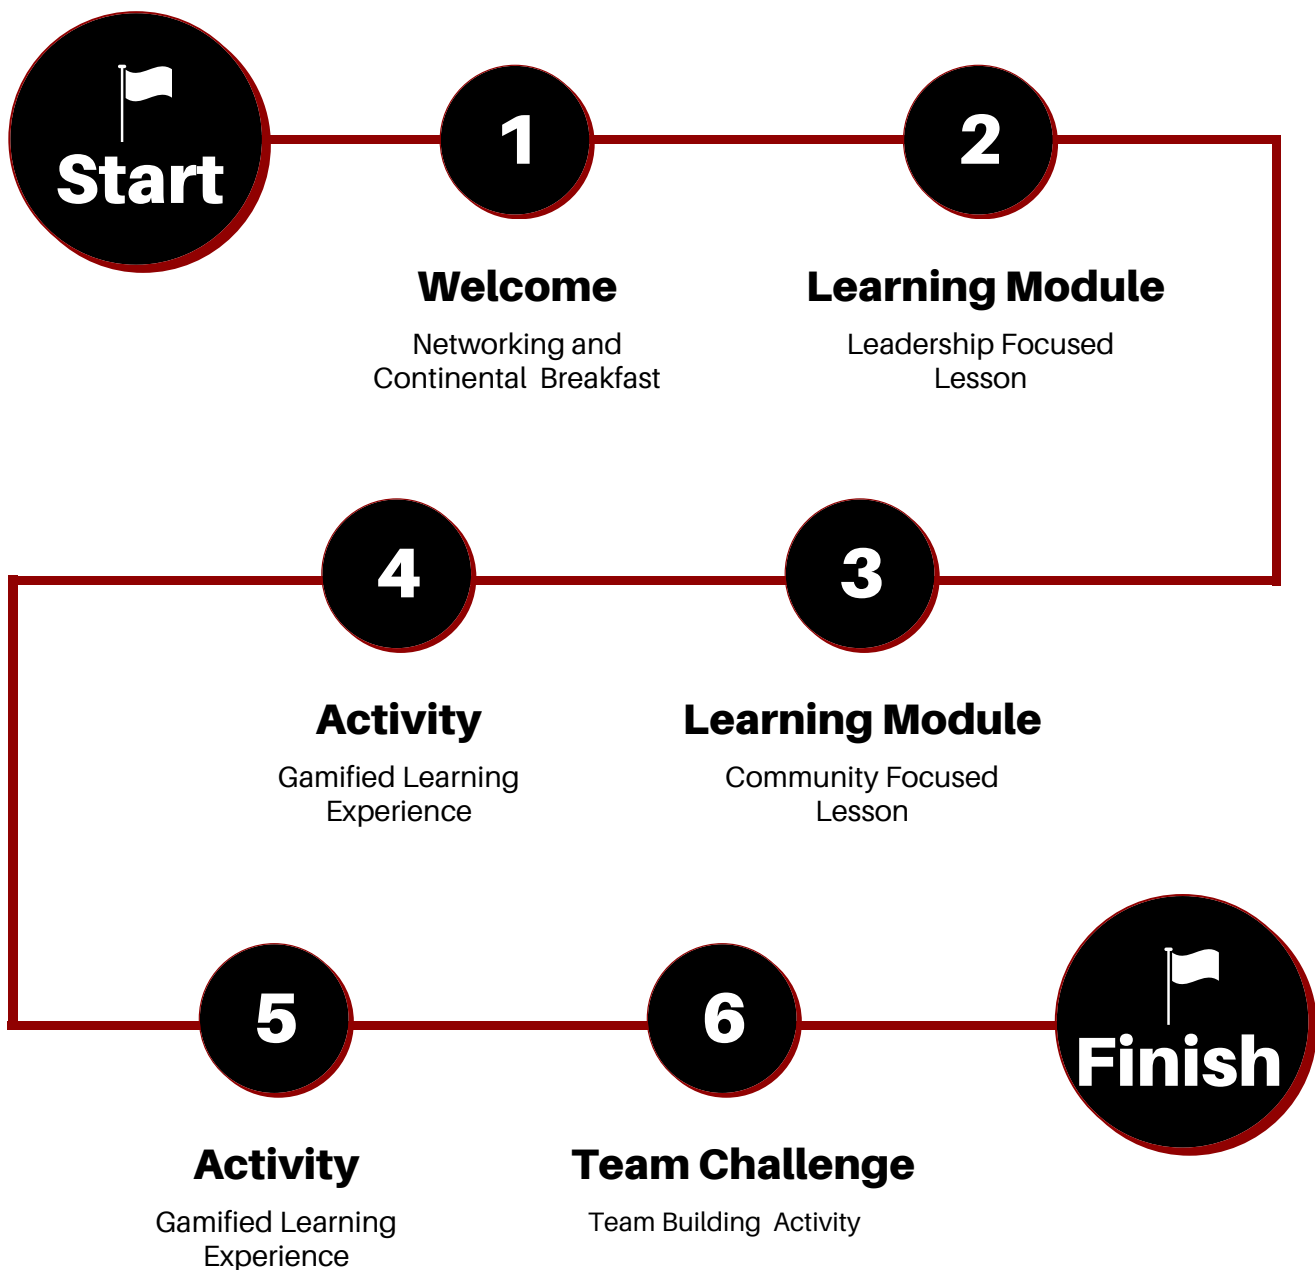 Start
1
Welcome
Networking and
Continental Breakfast
2
Learning Module
Leadership Focused
Lesson
3
Learning Module
Community Focused
Lesson
4
Activity
Gamified Learning
Experience
5
Activity
Gamified Learning
Experience
6
Team Challenge
Team Building Activity
Finish